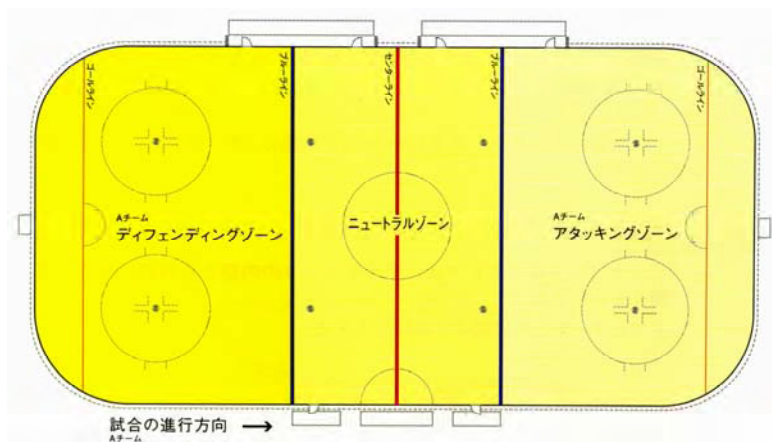 ゴールライン
ブルーライン
センターライン
ブルーライン
ゴールライン
Aチーム
ディフェンディングゾーン
ニュートラルゾーン
Aチーム
アタッキングゾーン
試合の進行方向 →
Aチーム